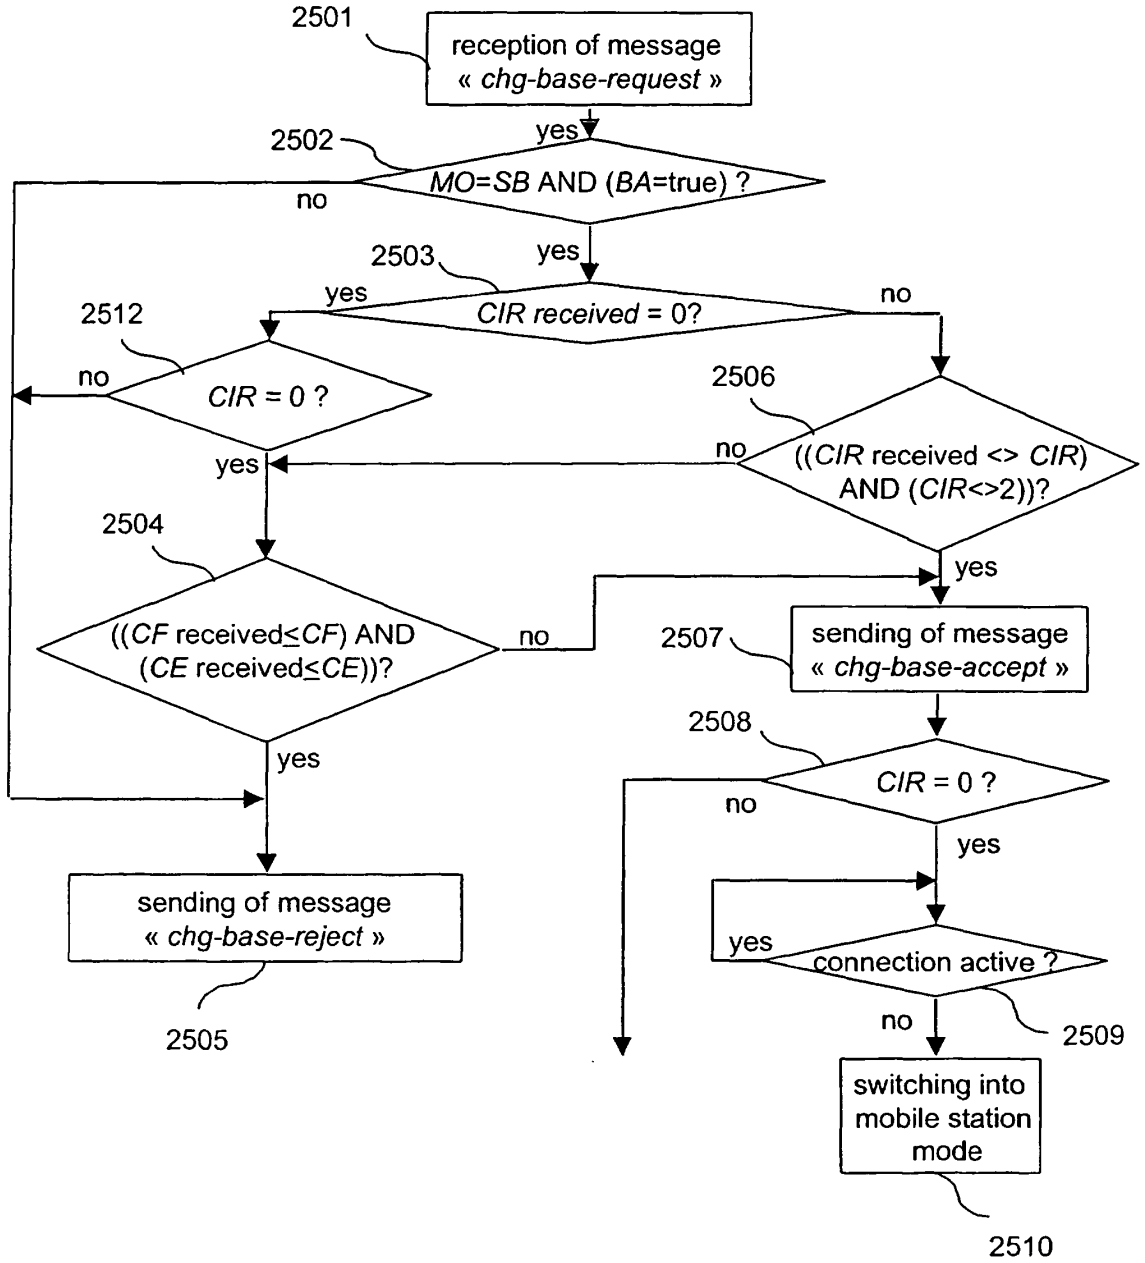 2501
reception of message
« chg-base-request »
yes
2502
MO=SB AND (BA=true) ?
no
yes
2503
yes
CIR received = 0?
no
2512
no
CIR = 0 ?
yes
2506
no
((CIR received <> CIR)
AND (CIR<>2))?
yes
2504
((CF received≤CF) AND
(CE received≤CE))?
no
yes
2507
sending of message
« chg-base-accept »
2508
CIR = 0 ?
no
yes
sending of message
« chg-base-reject »
2505
yes
connection active ?
no
2509
switching into
mobile station
mode
2510